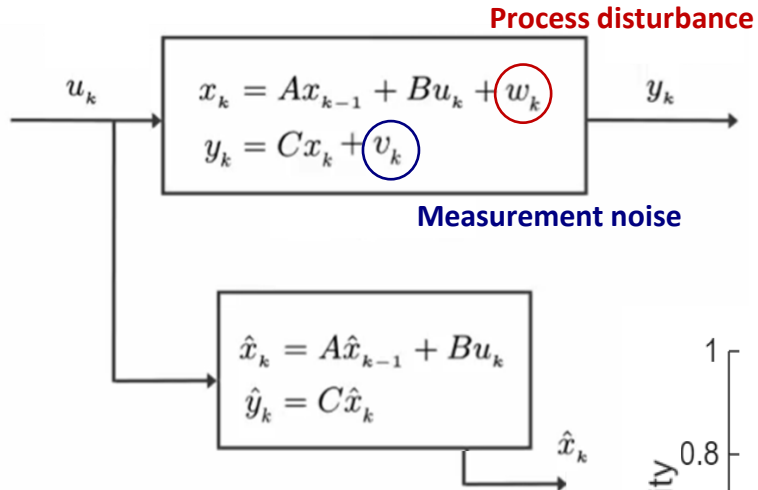 Process disturbance
u_k
x_k = Ax_{k-1} + Bu_k + w_k
y_k
y_k = Cx_k + v_k
Measurement noise
x̂_k = Ax̂_{k-1} + Bu_k
ŷ_k = Cx̂_k
1
x̂_k
0.8